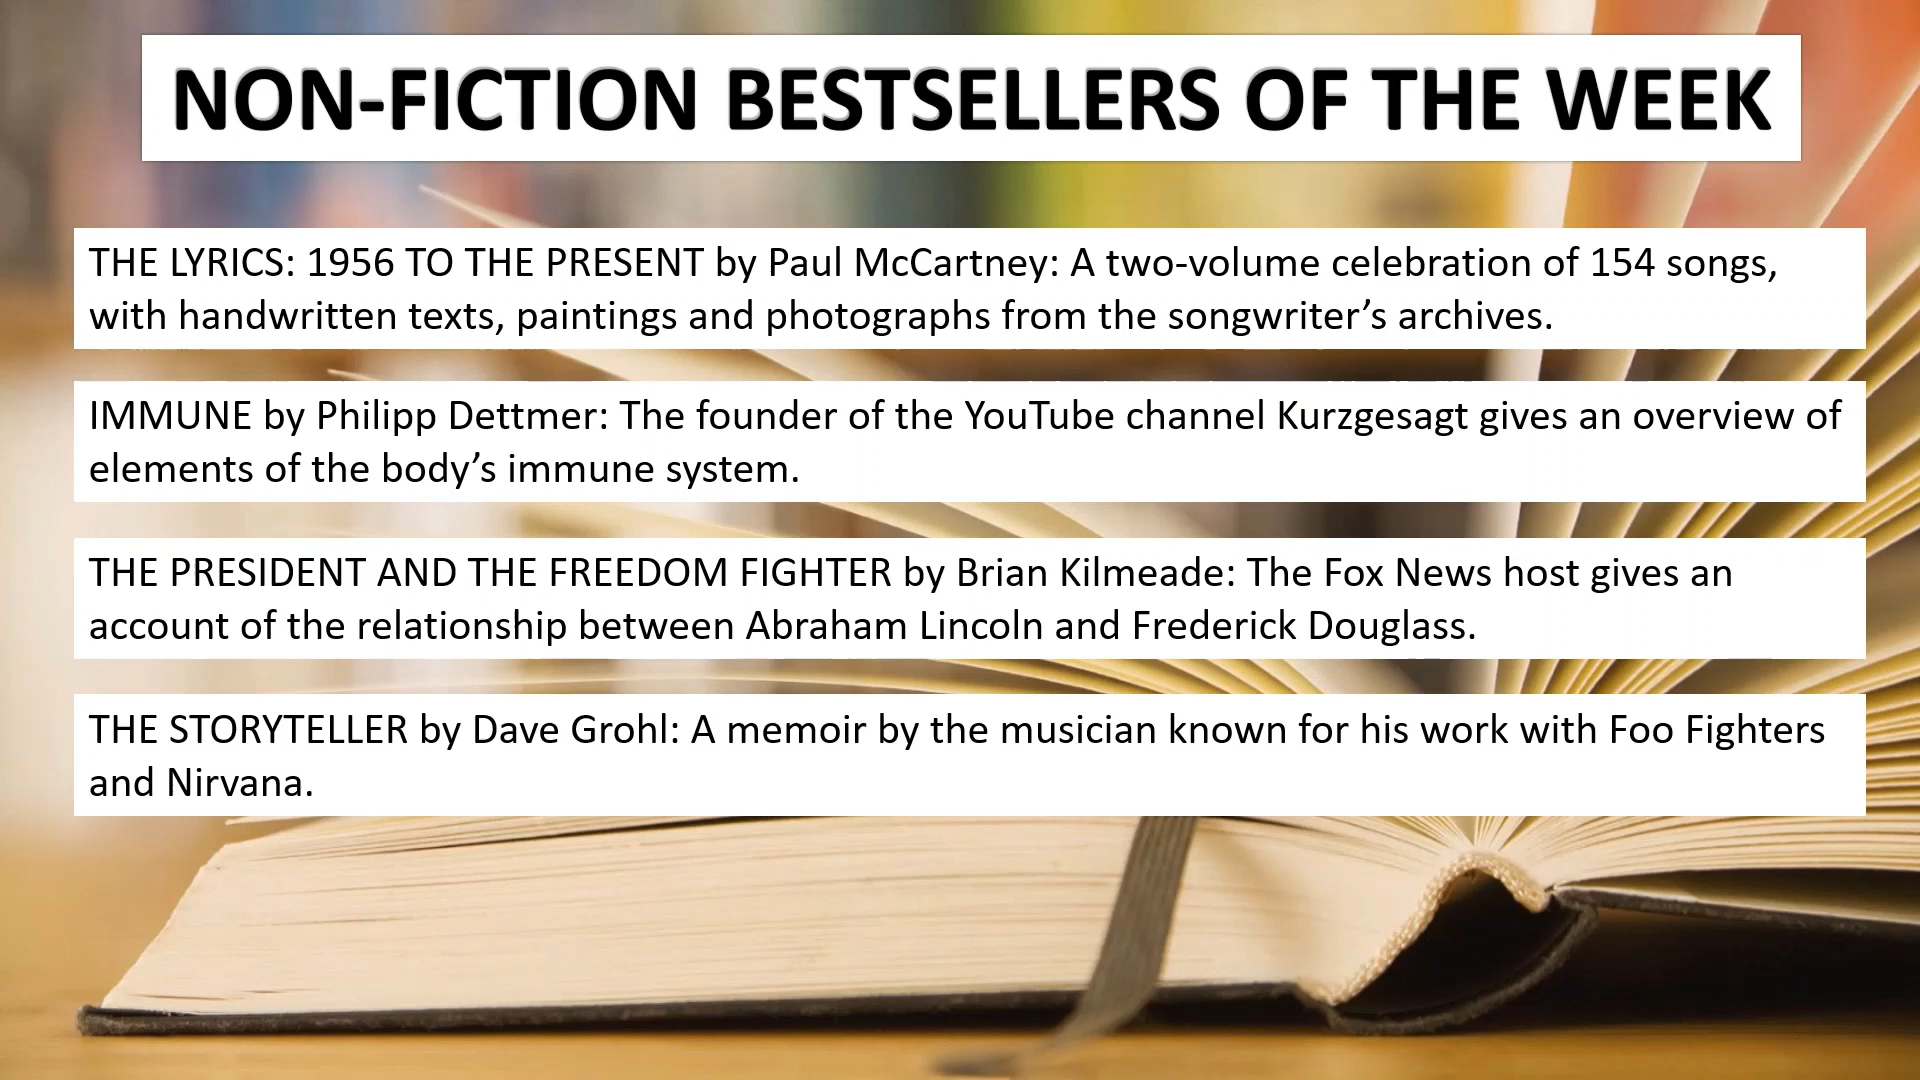 NON-FICTION BESTSELLERS OF THE WEEK
THE LYRICS: 1956 TO THE PRESENT by Paul McCartney: A two-volume celebration of 154 songs,
with handwritten texts, paintings and photographs from the songwriter’s archives.
IMMUNE by Philipp Dettmer: The founder of the YouTube channel Kurzgesagt gives an overview of
elements of the body’s immune system.
THE PRESIDENT AND THE FREEDOM FIGHTER by Brian Kilmeade: The Fox News host gives an
account of the relationship between Abraham Lincoln and Frederick Douglass.
THE STORYTELLER by Dave Grohl: A memoir by the musician known for his work with Foo Fighters
and Nirvana.